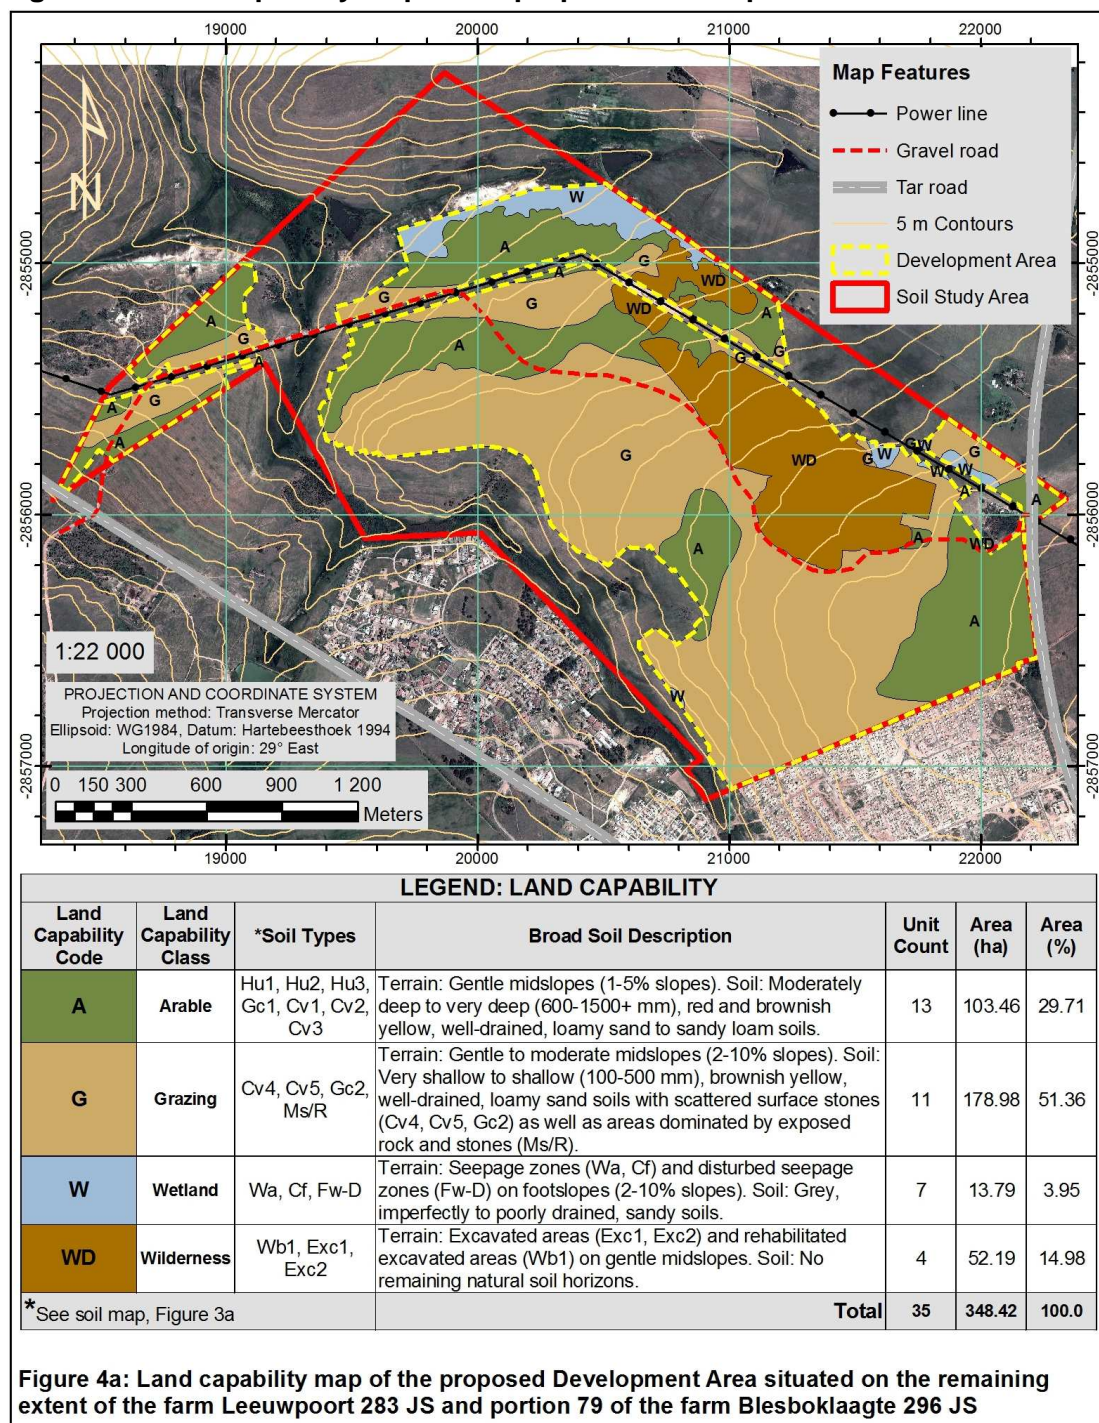 19000 20000 21000 22000
Map Features
Power line
Gravel road
Tar road
5 m Contours
Development Area
Soil Study Area
N
-2855000
-2855000
-2856000
-2856000
-2857000
-2857000
W
A
G
WD
A
G
A
G
WD
A
G
G
A
G
A
G
A
A
G
A
G
WD
G
W
G
W
G
W
W
A
A
A
WD
A
A
W
1:22 000
PROJECTION AND COORDINATE SYSTEM
Projection method: Transverse Mercator
Ellipsoid: WG1984, Datum: Hartebeesthoek 1994
Longitude of origin: 29° East
0 150 300 600 900 1 200
Meters
19000 20000 21000 22000
LEGEND: LAND CAPABILITY
Land Capability Code
Land Capability Class
*Soil Types
Broad Soil Description
Unit Count
Area (ha)
Area (%)
A
Arable
Hu1, Hu2, Hu3,
Gc1, Cv1, Cv2,
Cv3
Terrain: Gentle midslopes (1-5% slopes). Soil: Moderately
deep to very deep (600-1500+ mm), red and brownish
yellow, well-drained, loamy sand to sandy loam soils.
13
103.46
29.71
G
Grazing
Cv4, Cv5, Gc2,
Ms/R
Terrain: Gentle to moderate midslopes (2-10% slopes). Soil:
Very shallow to shallow (100-500 mm), brownish yellow,
well-drained, loamy sand soils with scattered surface stones
(Cv4, Cv5, Gc2) as well as areas dominated by exposed
rock and stones (Ms/R).
11
178.98
51.36
W
Wetland
Wa, Cf, Fw-D
Terrain: Seepage zones (Wa, Cf) and disturbed seepage
zones (Fw-D) on footslopes (2-10% slopes). Soil: Grey,
imperfectly to poorly drained, sandy soils.
7
13.79
3.95
WD
Wilderness
Wb1, Exc1,
Exc2
Terrain: Excavated areas (Exc1, Exc2) and rehabilitated
excavated areas (Wb1) on gentle midslopes. Soil: No
remaining natural soil horizons.
4
52.19
14.98
*See soil map, Figure 3a
Total
35
348.42
100.0
Figure 4a: Land capability map of the proposed Development Area situated on the remaining
extent of the farm Leeuwpoort 283 JS and portion 79 of the farm Blesboklaagte 296 JS